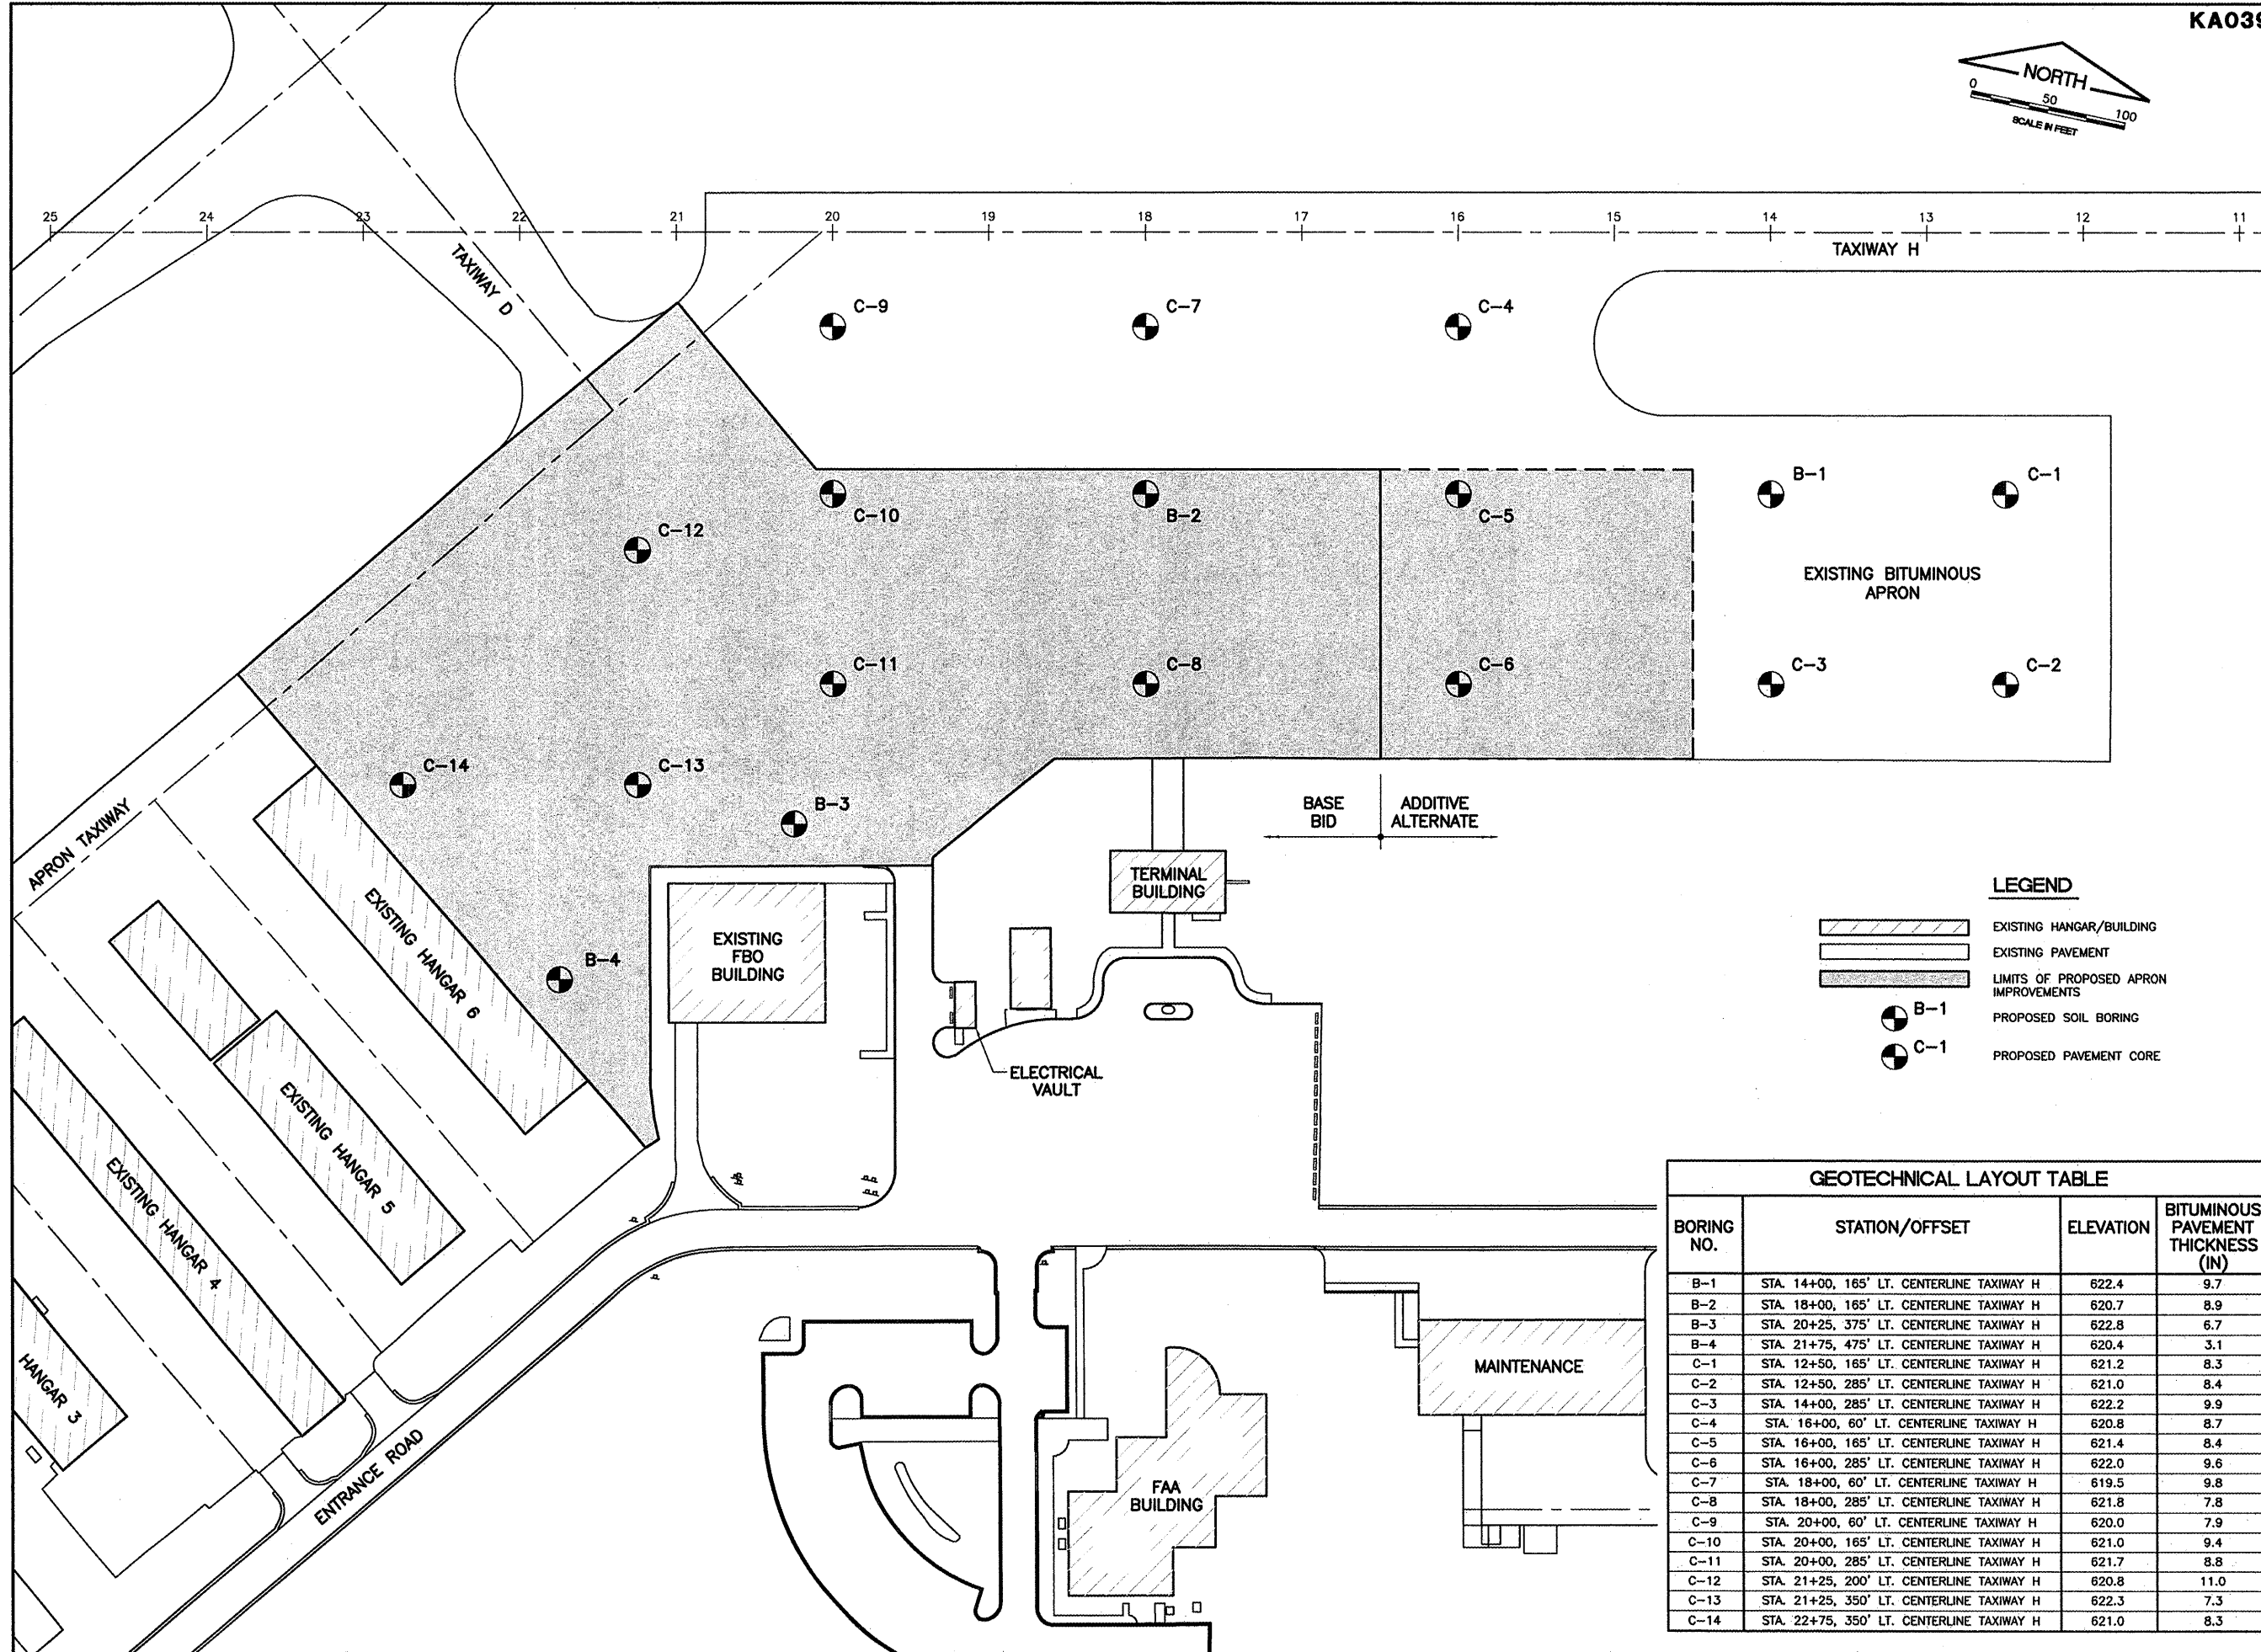 KA039
NORTH
0 50 100
SCALE IN FEET
25 24 23 22 21 20 19 18 17 16 15 14 13 12 11
TAXIWAY H
TAXIWAY D
C-9
C-7
C-4
B-1
C-1
C-10
B-2
C-5
C-12
EXISTING BITUMINOUS
APRON
C-11
C-8
C-6
C-3
C-2
C-14
C-13
B-3
BASE
BID
ADDITIVE
ALTERNATE
APRON TAXIWAY
TERMINAL
BUILDING
EXISTING HANGAR 6
EXISTING
FBO
BUILDING
B-4
EXISTING HANGAR 5
EXISTING HANGAR 4
HANGAR 3
ELECTRICAL
VAULT
ENTRANCE ROAD
FAA
BUILDING
MAINTENANCE
LEGEND
EXISTING HANGAR/BUILDING
EXISTING PAVEMENT
LIMITS OF PROPOSED APRON
IMPROVEMENTS
B-1 PROPOSED SOIL BORING
C-1 PROPOSED PAVEMENT CORE
GEOTECHNICAL LAYOUT TABLE
BORING NO. STATION/OFFSET ELEVATION BITUMINOUS PAVEMENT THICKNESS (IN)
B-1 STA. 14+00, 165' LT. CENTERLINE TAXIWAY H 622.4 9.7
B-2 STA. 18+00, 165' LT. CENTERLINE TAXIWAY H 620.7 8.9
B-3 STA. 20+25, 375' LT. CENTERLINE TAXIWAY H 622.8 6.7
B-4 STA. 21+75, 475' LT. CENTERLINE TAXIWAY H 620.4 3.1
C-1 STA. 12+50, 165' LT. CENTERLINE TAXIWAY H 621.2 8.3
C-2 STA. 12+50, 285' LT. CENTERLINE TAXIWAY H 621.0 8.4
C-3 STA. 14+00, 285' LT. CENTERLINE TAXIWAY H 622.2 9.9
C-4 STA. 16+00, 60' LT. CENTERLINE TAXIWAY H 620.8 8.7
C-5 STA. 16+00, 165' LT. CENTERLINE TAXIWAY H 621.4 8.4
C-6 STA. 16+00, 285' LT. CENTERLINE TAXIWAY H 622.0 9.6
C-7 STA. 18+00, 60' LT. CENTERLINE TAXIWAY H 619.5 9.8
C-8 STA. 18+00, 285' LT. CENTERLINE TAXIWAY H 621.8 7.8
C-9 STA. 20+00, 60' LT. CENTERLINE TAXIWAY H 620.0 7.9
C-10 STA. 20+00, 165' LT. CENTERLINE TAXIWAY H 621.0 9.4
C-11 STA. 20+00, 285' LT. CENTERLINE TAXIWAY H 621.7 8.8
C-12 STA. 21+25, 200' LT. CENTERLINE TAXIWAY H 620.8 11.0
C-13 STA. 21+25, 350' LT. CENTERLINE TAXIWAY H 622.3 7.3
C-14 STA. 22+75, 350' LT. CENTERLINE TAXIWAY H 621.0 8.3